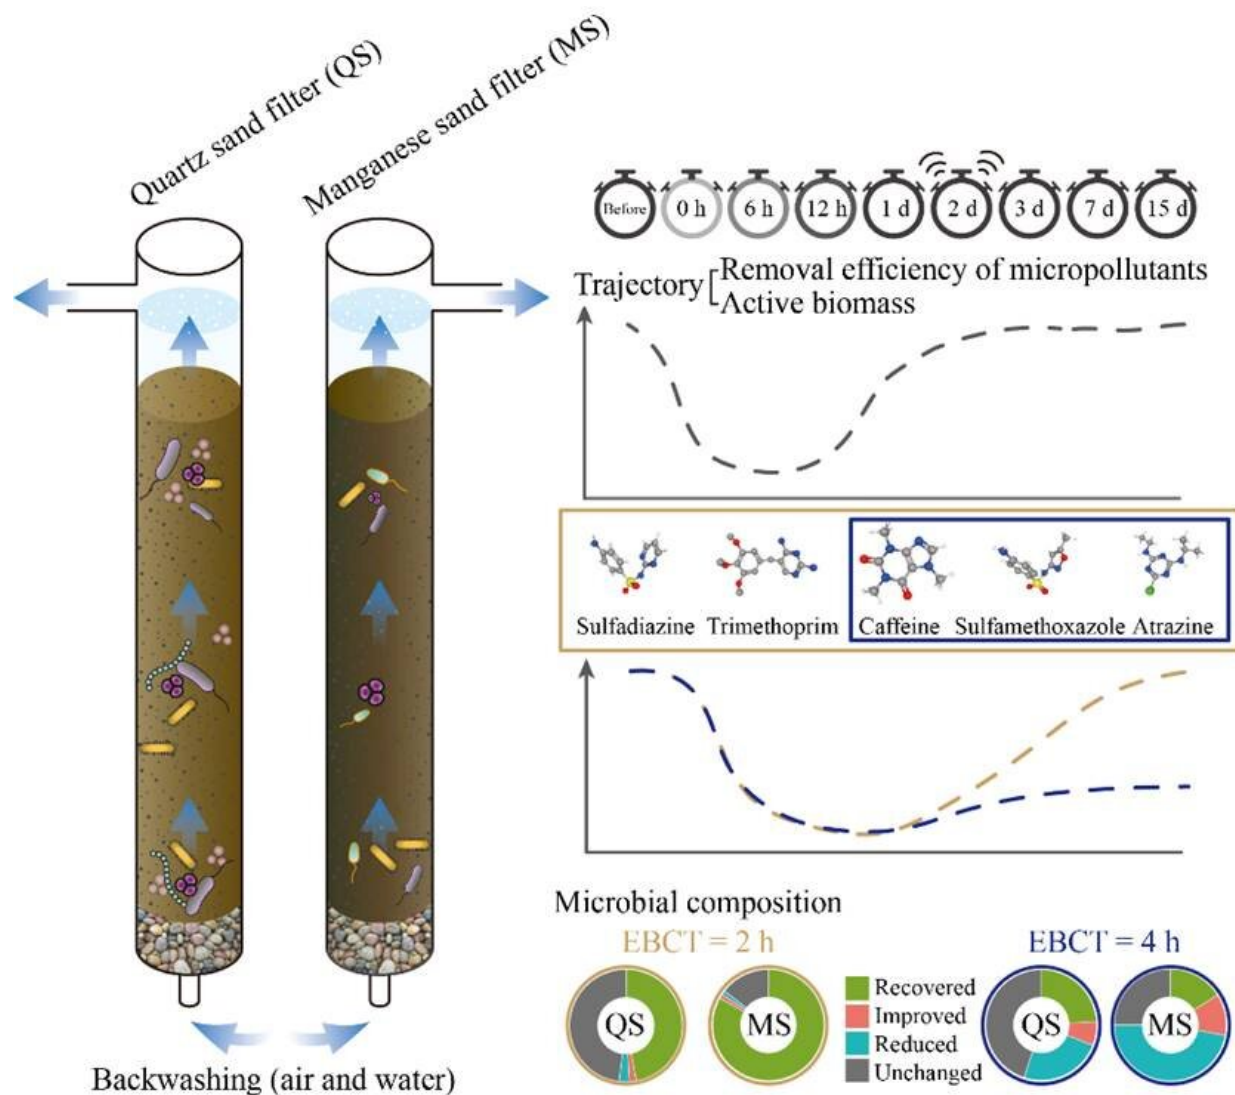 Quartz sand filter (QS)
Manganese sand filter (MS)
Before 0 h 6 h 12 h 1 d 2 d 3 d 7 d 15 d
Trajectory
Removal efficiency of micropollutants
Active biomass
Sulfadiazine Trimethoprim Caffeine Sulfamethoxazole Atrazine
Microbial composition
EBCT = 2 h
EBCT = 4 h
QS MS
Recovered
Improved
Reduced
Unchanged
QS MS
Backwashing (air and water)